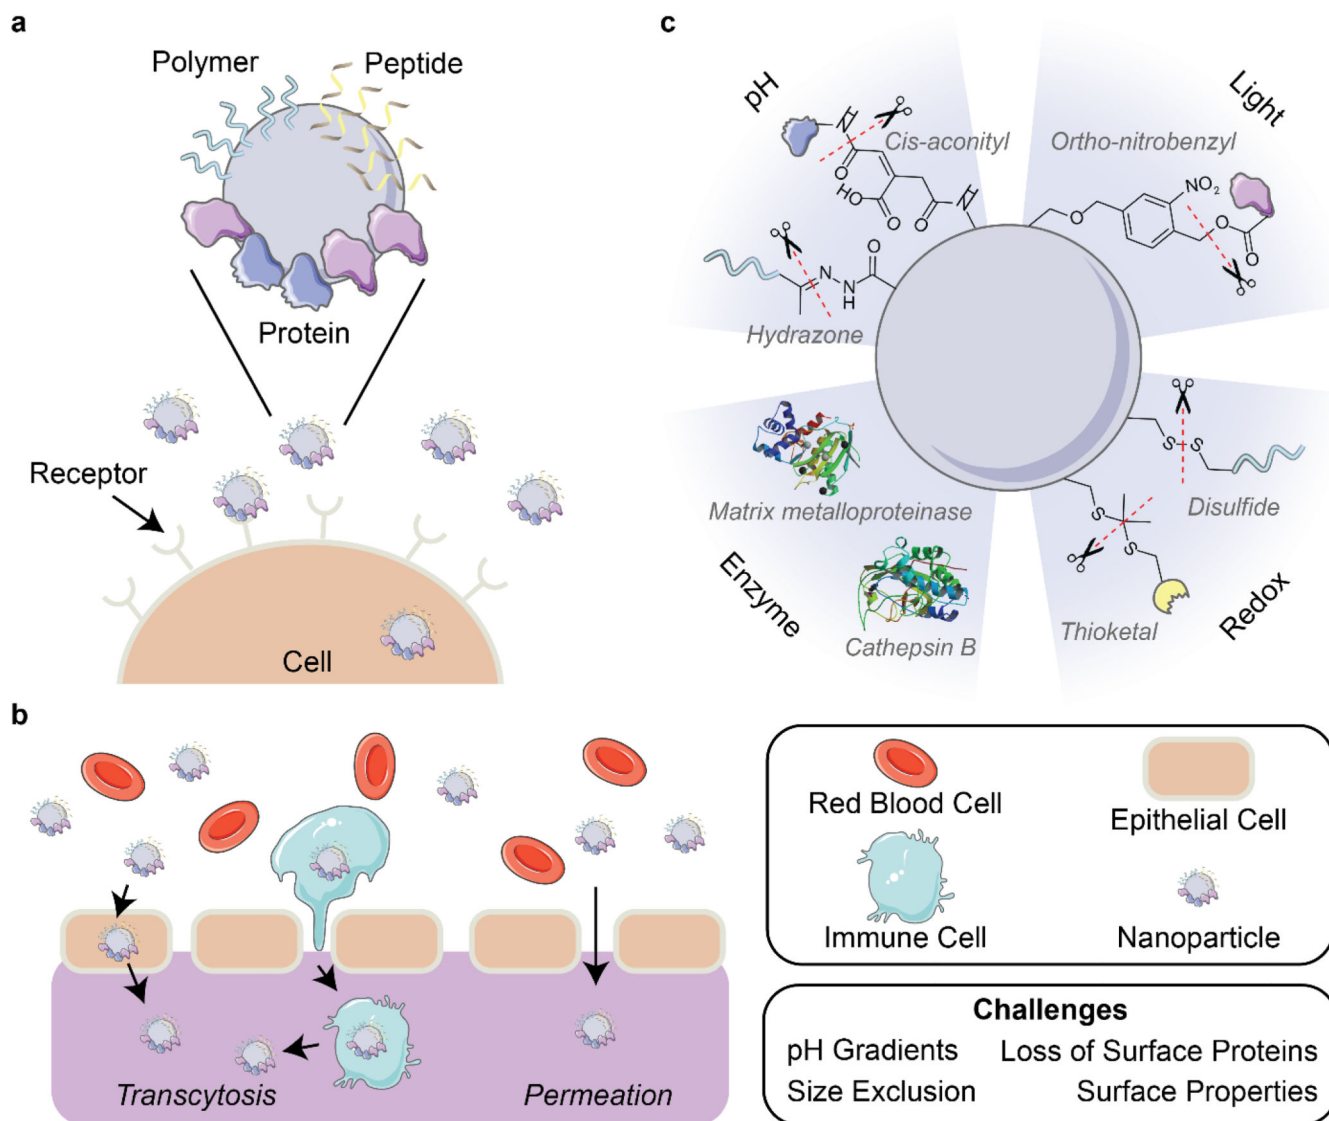 a
Polymer
Peptide
Protein
Receptor
Cell
b
Transcytosis
Permeation
c
pH
Light
Cis-aconityl
Ortho-nitrobenzyl
N
H
O
HO
O
O
N
H
NO₂
O
O
O
N
NH
N
H
O
Hydrazone
S
S
Disulfide
S
S
Thioketal
Redox
Matrix metalloproteinase
Cathepsin B
Enzyme
Red Blood Cell
Epithelial Cell
Immune Cell
Nanoparticle
Challenges
pH Gradients
Loss of Surface Proteins
Size Exclusion
Surface Properties